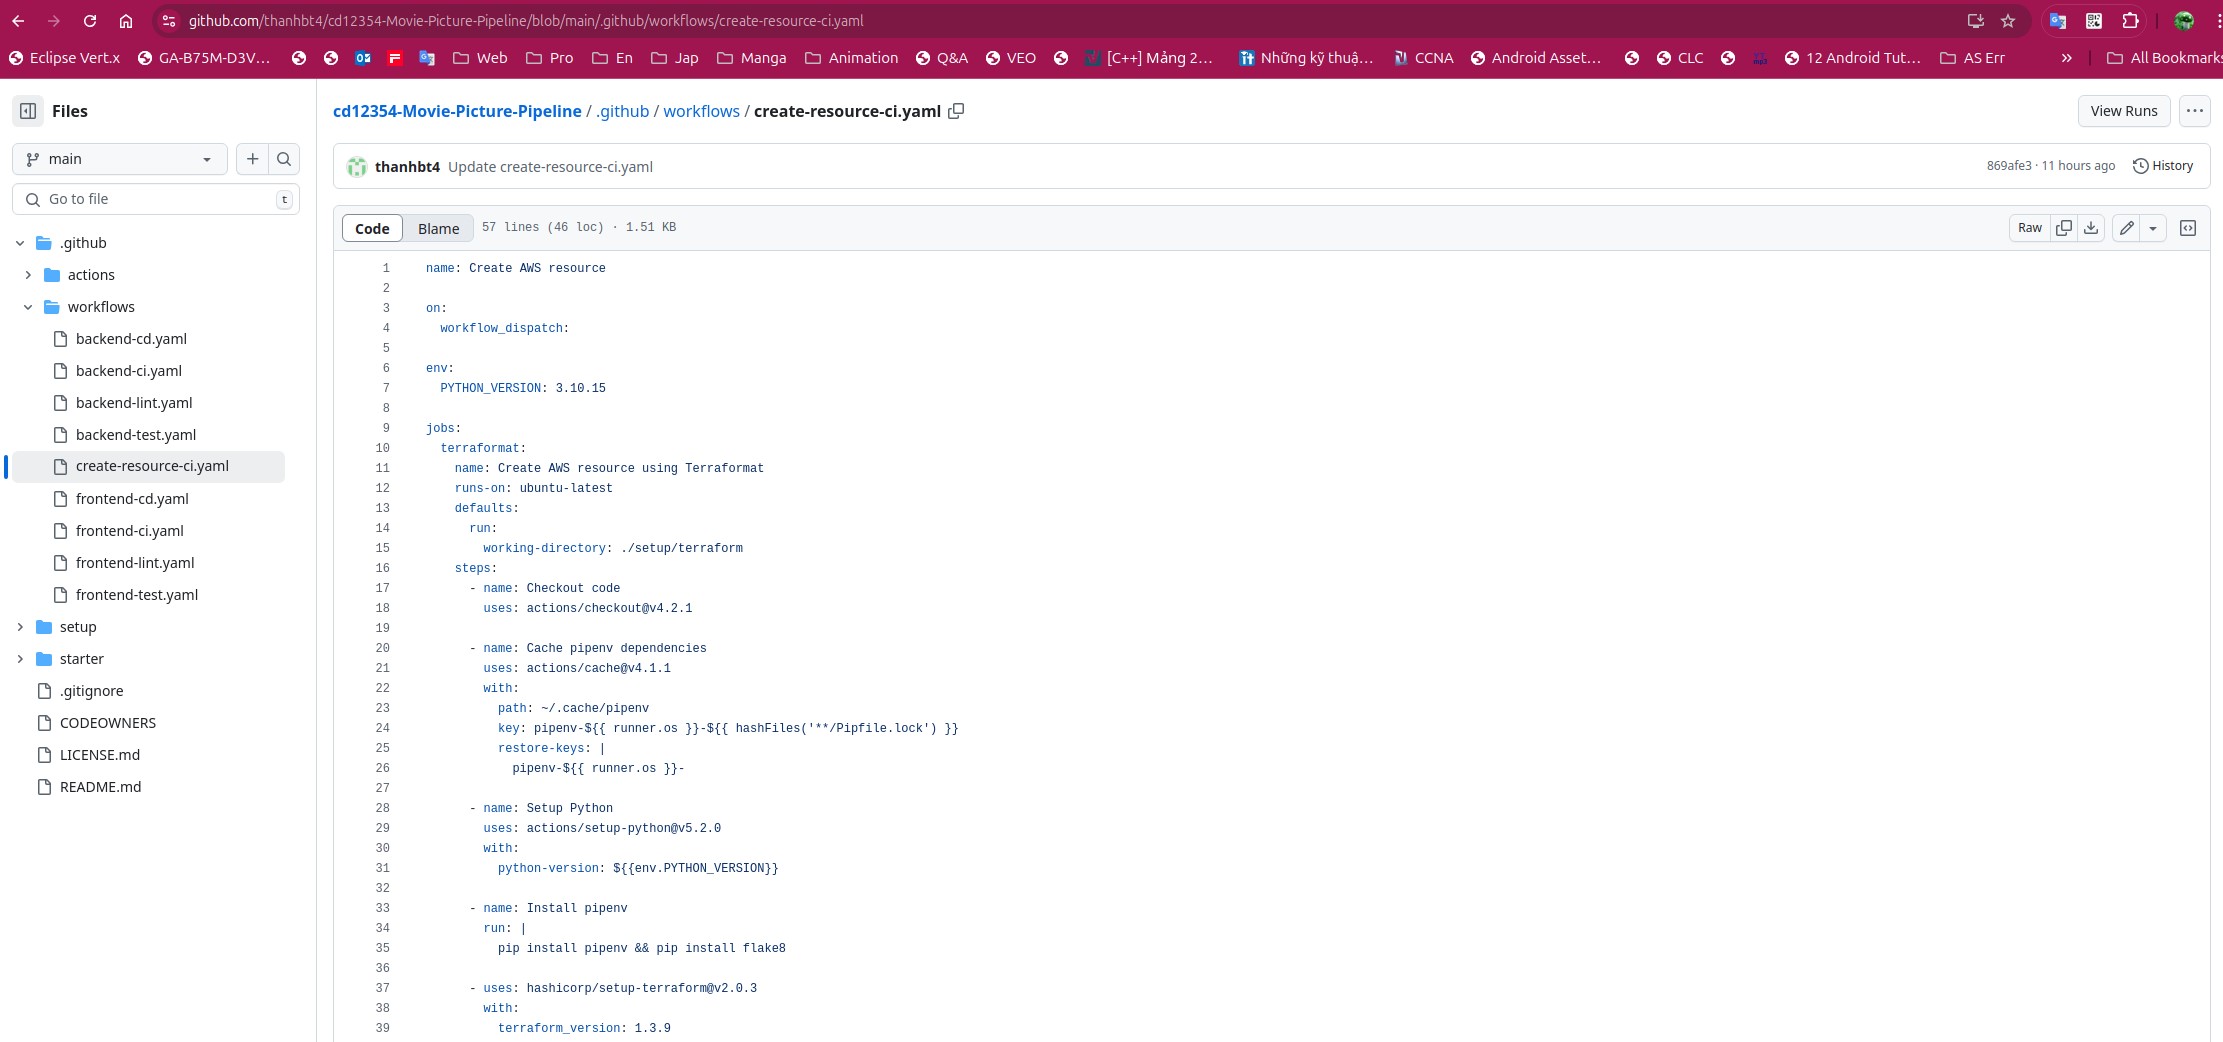 github.com/thanhbt4/cd12354-Movie-Picture-Pipeline/blob/main/.github/workflows/create-resource-ci.yaml
Eclipse Vert.x GA-B75M-D3V... Web Pro En Jap Manga Animation Q&A VEO [C++] Mảng 2... Những kỹ thuậ... CCNA Android Asset... CLC 12 Android Tut... AS Err » All Bookmarks
Files
cd12354-Movie-Picture-Pipeline / .github / workflows / create-resource-ci.yaml
View Runs
main
thanhbt4 Update create-resource-ci.yaml
869afe3 · 11 hours ago History
Go to file t
Code Blame 57 lines (46 loc) · 1.51 KB
Raw
.github
actions
workflows
backend-cd.yaml
backend-ci.yaml
backend-lint.yaml
backend-test.yaml
create-resource-ci.yaml
frontend-cd.yaml
frontend-ci.yaml
frontend-lint.yaml
frontend-test.yaml
setup
starter
.gitignore
CODEOWNERS
LICENSE.md
README.md
1 name: Create AWS resource
2
3 on:
4 workflow_dispatch:
5
6 env:
7 PYTHON_VERSION: 3.10.15
8
9 jobs:
10 terraformat:
11 name: Create AWS resource using Terraformat
12 runs-on: ubuntu-latest
13 defaults:
14 run:
15 working-directory: ./setup/terraform
16 steps:
17 - name: Checkout code
18 uses: actions/checkout@v4.2.1
19
20 - name: Cache pipenv dependencies
21 uses: actions/cache@v4.1.1
22 with:
23 path: ~/.cache/pipenv
24 key: pipenv-${{ runner.os }}-${{ hashFiles('**/Pipfile.lock') }}
25 restore-keys: |
26 pipenv-${{ runner.os }}-
27
28 - name: Setup Python
29 uses: actions/setup-python@v5.2.0
30 with:
31 python-version: ${{env.PYTHON_VERSION}}
32
33 - name: Install pipenv
34 run: |
35 pip install pipenv && pip install flake8
36
37 - uses: hashicorp/setup-terraform@v2.0.3
38 with:
39 terraform_version: 1.3.9